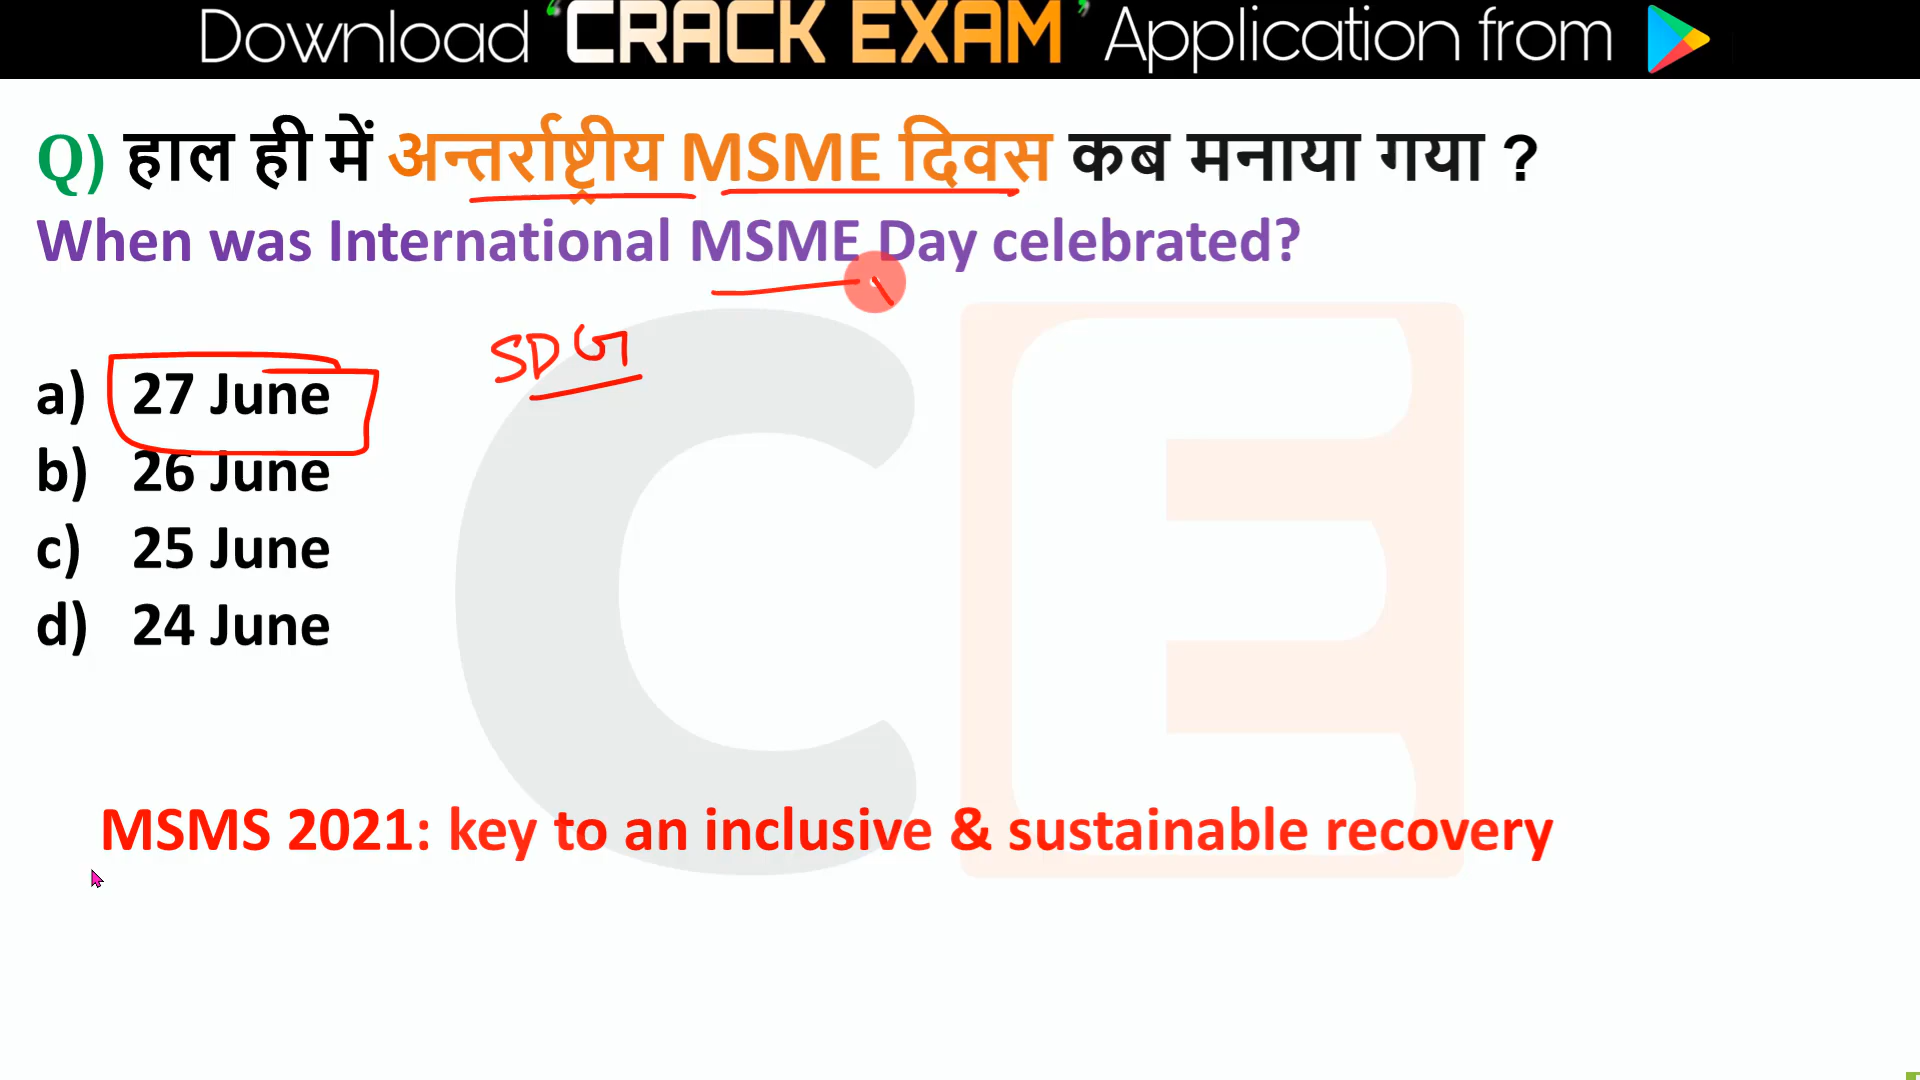 Download 'CRACK EXAM' Application from
Q) हाल ही में अन्तर्राष्ट्रीय MSME दिवस कब मनाया गया ?
When was International MSME Day celebrated?
SDG
a) 27 June
b) 26 June
c) 25 June
d) 24 June
CE
MSMS 2021: key to an inclusive & sustainable recovery